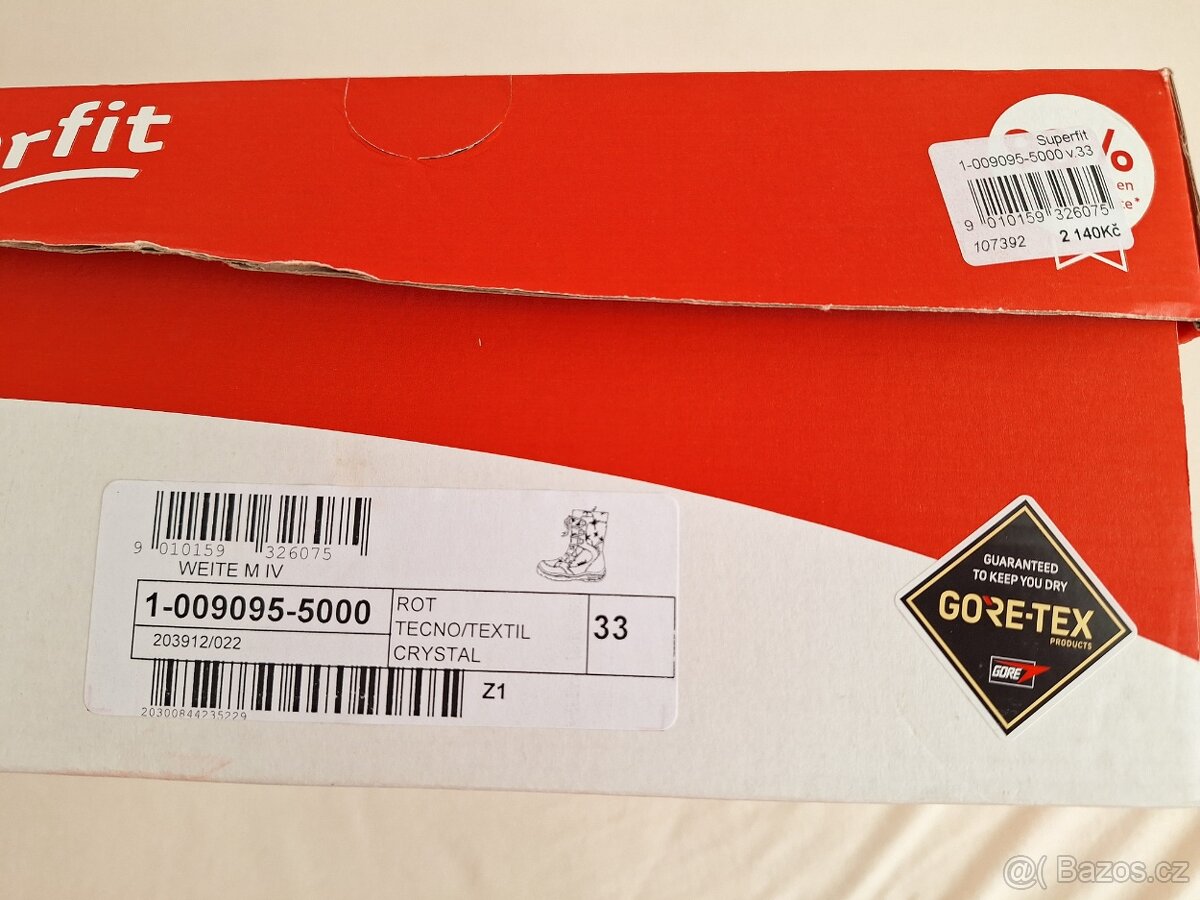 rfit
%
en
te*
Superfit
1-009095-5000 v.33
9 010159 326075
107392 2 140Kč
9 010159 326075
WEITE M IV
1-009095-5000
203912/022
ROT
TECNO/TEXTIL
CRYSTAL
33
20300844235229
Z1
GUARANTEED
TO KEEP YOU DRY
GORE-TEX
PRODUCTS
GORE
@( Bazos.cz